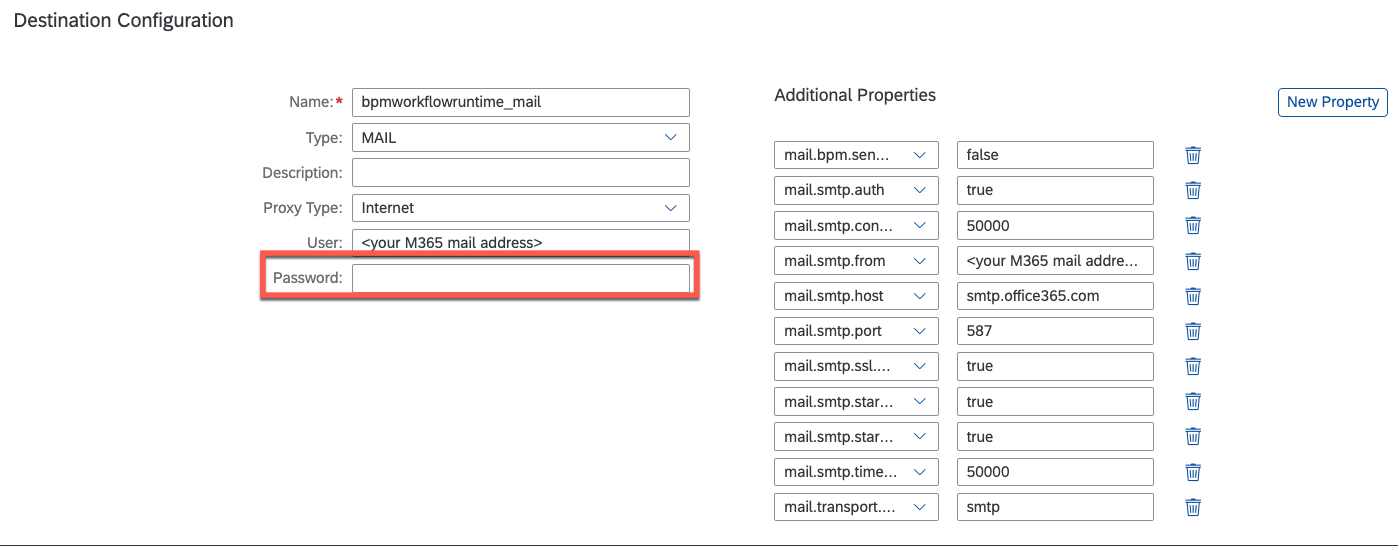 Destination Configuration
Name:*
bpmworkflowruntime_mail
Type:
MAIL
Description:
Proxy Type:
Internet
User:
<your M365 mail address>
Password:
Additional Properties
New Property
mail.bpm.sen...
false
mail.smtp.auth
true
mail.smtp.con...
50000
mail.smtp.from
<your M365 mail addre...
mail.smtp.host
smtp.office365.com
mail.smtp.port
587
mail.smtp.ssl....
true
mail.smtp.star...
true
mail.smtp.star...
true
mail.smtp.time...
50000
mail.transport....
smtp